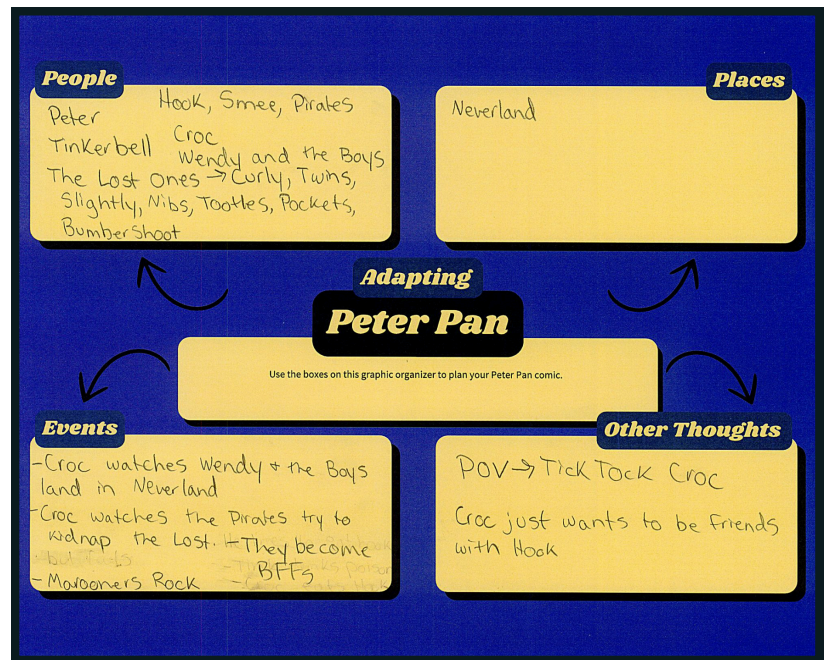 People
Hook, Smee, Pirates
Peter
Croc
Tinkerbell
Wendy and the Boys
The Lost Ones → Curly, Twins,
Slightly, Nibs, Tootles, Pockets,
Bumbershoot
Places
Neverland
Adapting
Peter Pan
Use the boxes on this graphic organizer to plan your Peter Pan comic.
Events
-Croc watches Wendy + the Boys
land in Neverland
-Croc watches the Pirates try to
kidnap the Lost.
-They become
BFFs
- Marooners Rock
Other Thoughts
POV → Tick Tock Croc
Croc just wants to be friends
with Hook